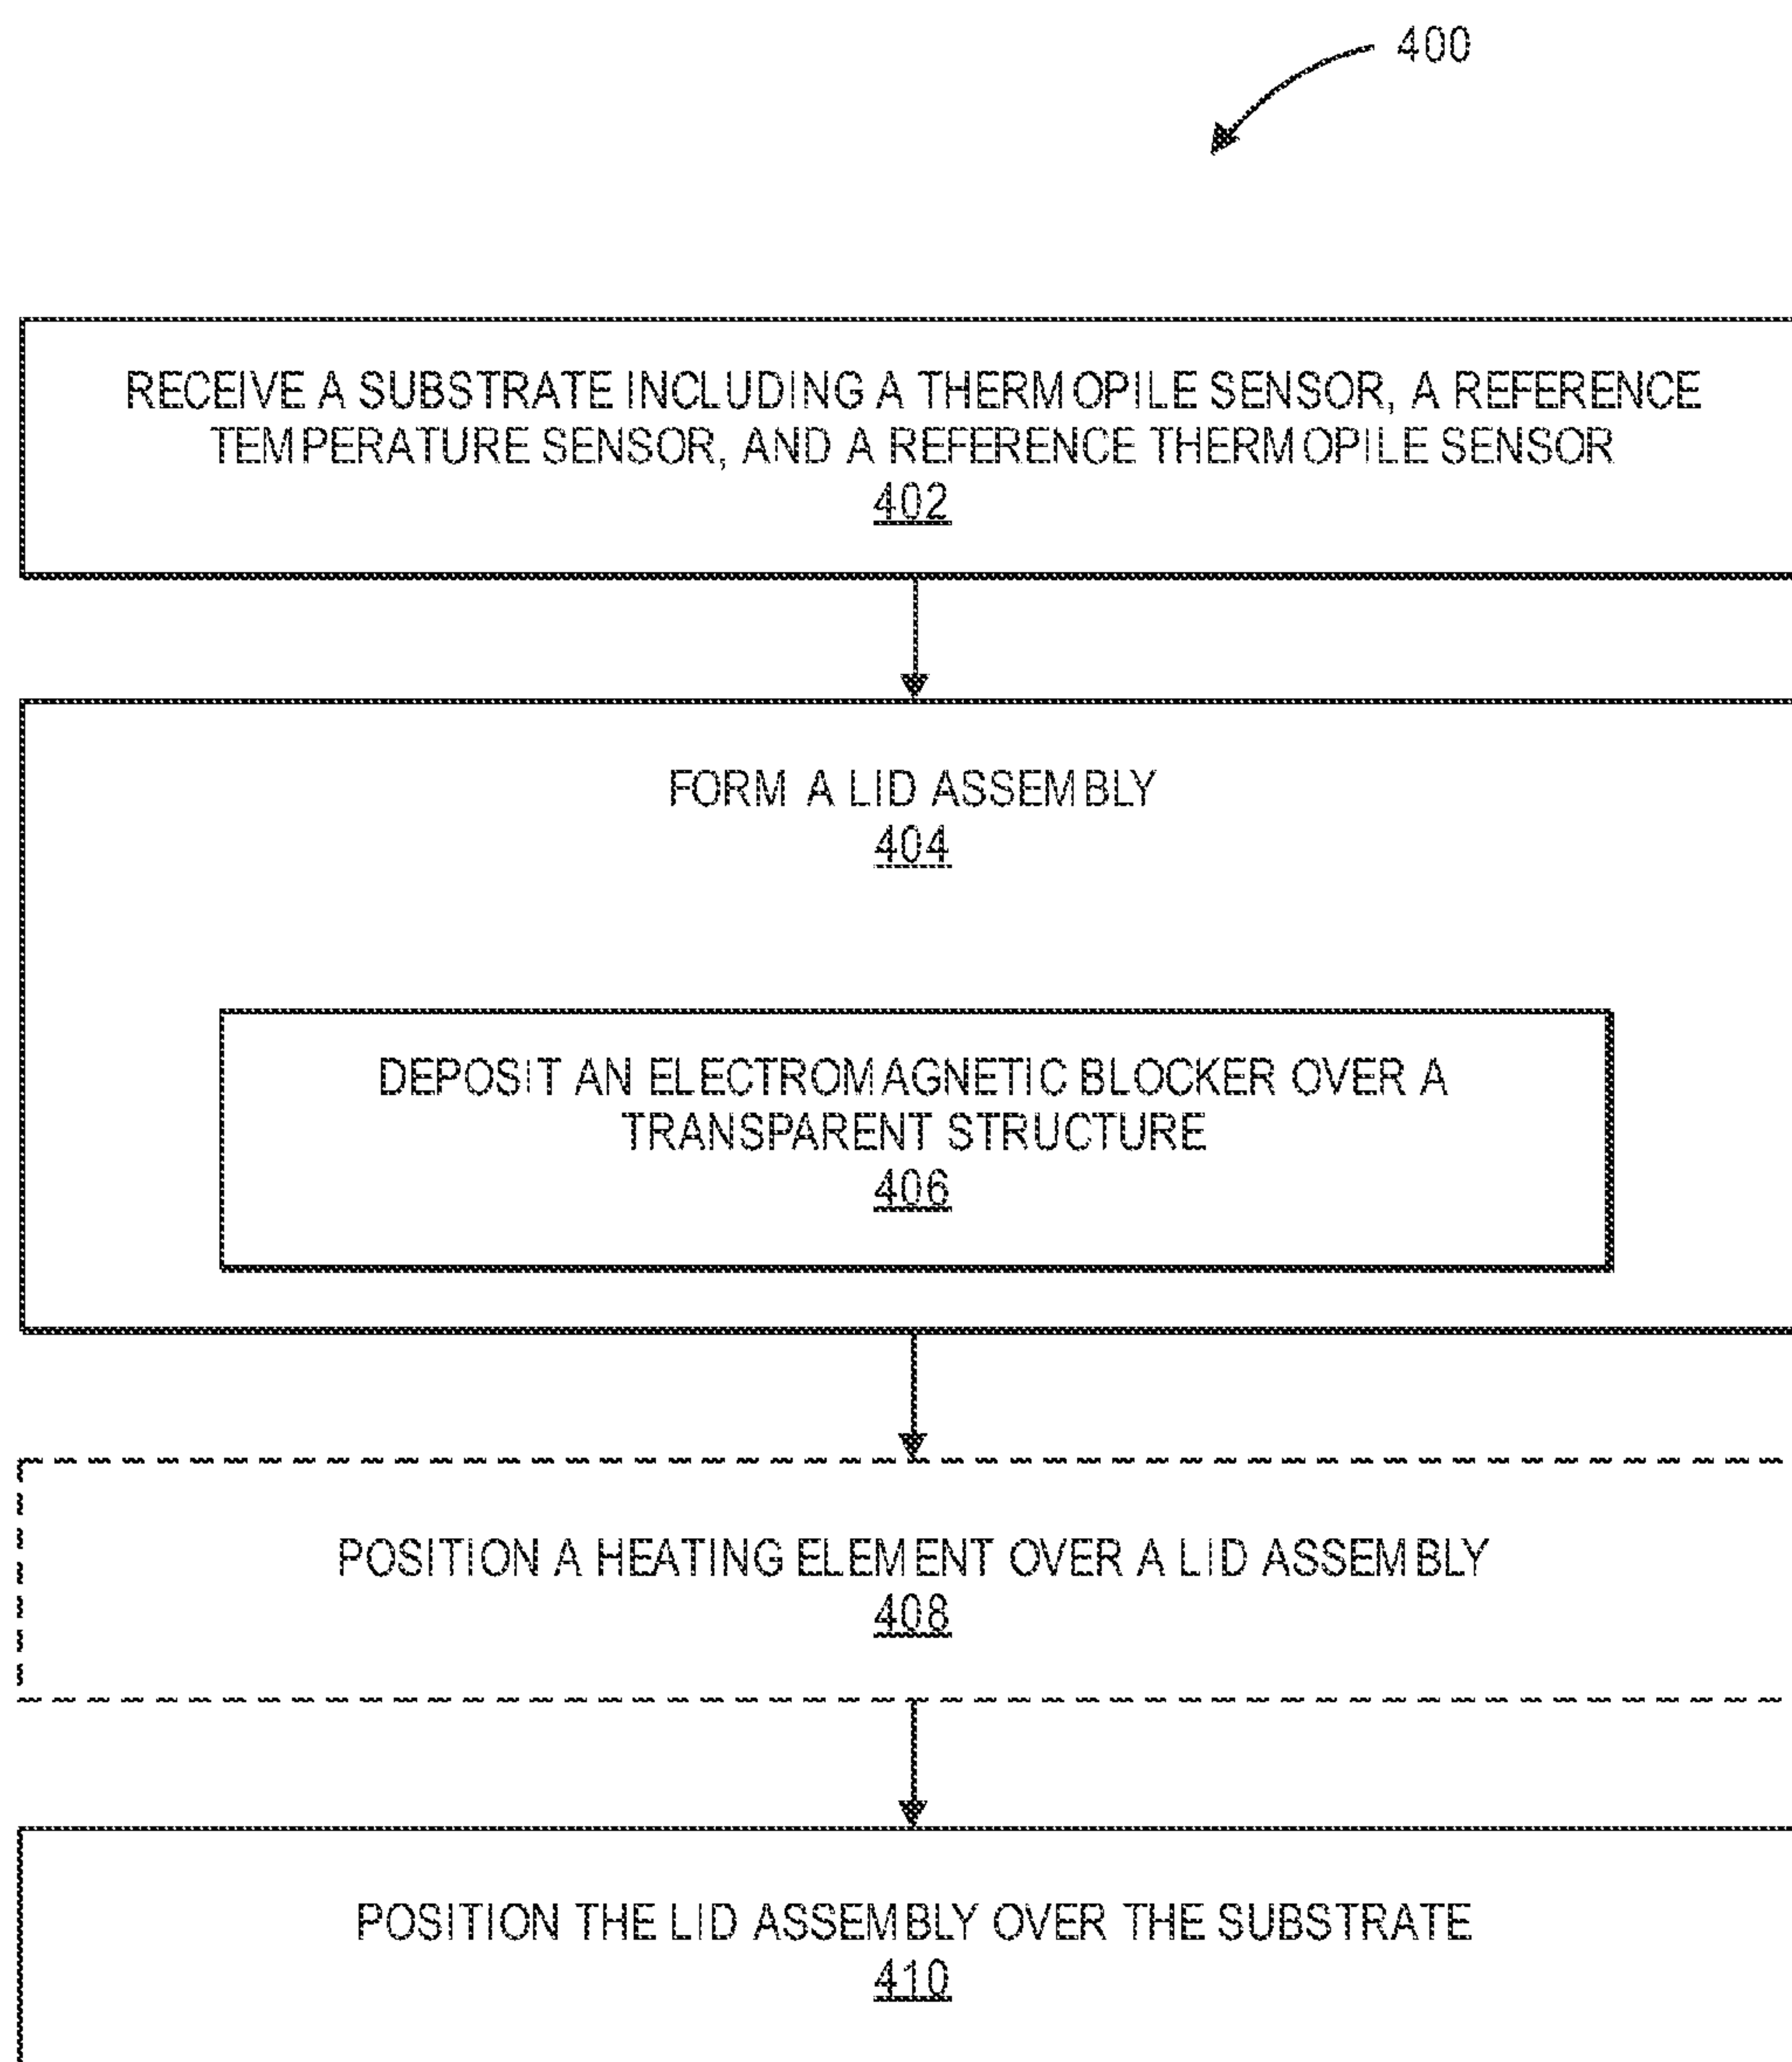 400
RECEIVE A SUBSTRATE INCLUDING A THERMOPILE SENSOR, A REFERENCE
TEMPERATURE SENSOR, AND A REFERENCE THERMOPILE SENSOR
402
FORM A LID ASSEMBLY
404
DEPOSIT AN ELECTROMAGNETIC BLOCKER OVER A
TRANSPARENT STRUCTURE
406
POSITION A HEATING ELEMENT OVER A LID ASSEMBLY
408
POSITION THE LID ASSEMBLY OVER THE SUBSTRATE
410